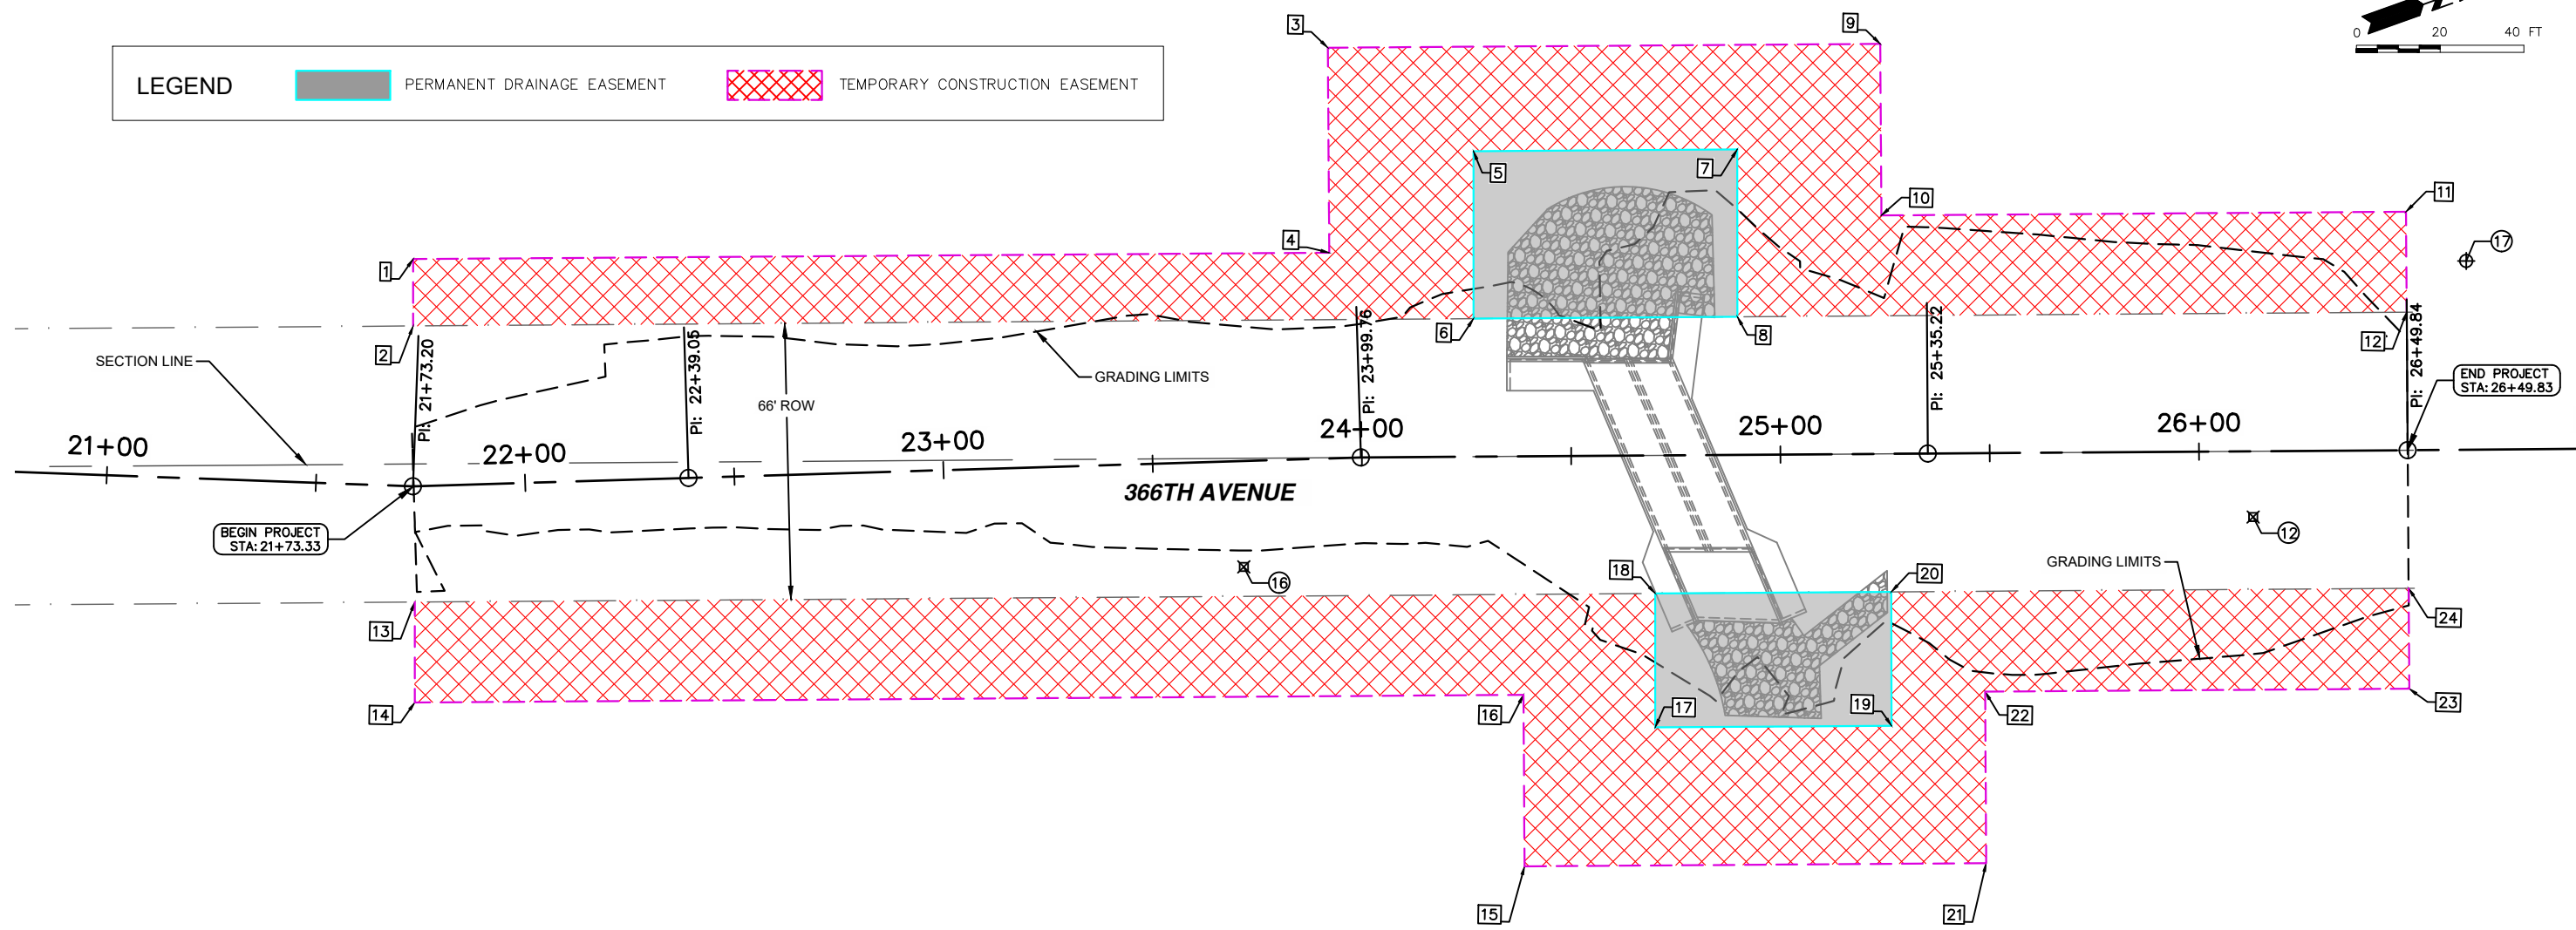 3
9
0 20 40 FT
LEGEND
PERMANENT DRAINAGE EASEMENT
TEMPORARY CONSTRUCTION EASEMENT
5
7
10
11
4
1
17
6
8
12
2
SECTION LINE
PI: 21+73.20
PI: 22+39.05
PI: 23+99.76
PI: 25+35.22
PI: 26+49.84
GRADING LIMITS
END PROJECT
STA: 26+49.83
66' ROW
21+00
22+00
23+00
24+00
25+00
26+00
366TH AVENUE
BEGIN PROJECT
STA: 21+73.33
12
16
GRADING LIMITS
18
20
13
24
14
16
17
19
22
23
15
21